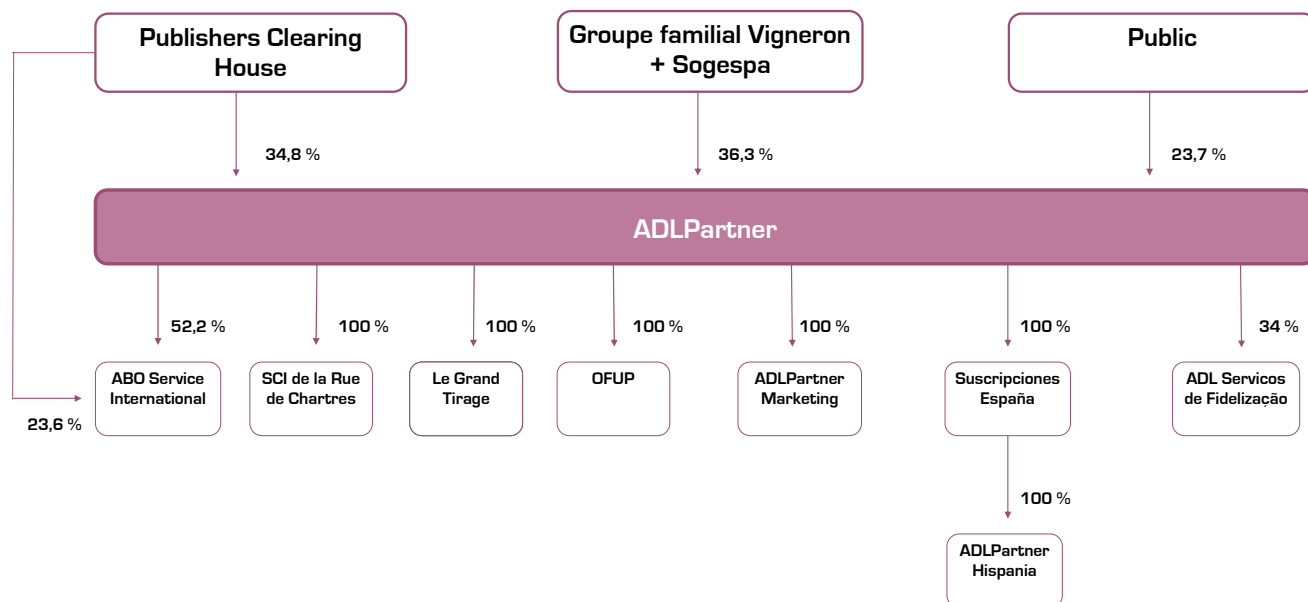 Publishers Clearing
House
Groupe familial Vigneron
+ Sogespa
Public
34,8 %
36,3 %
23,7 %
ADLPartner
52,2 %
100 %
100 %
100 %
100 %
100 %
34 %
ABO Service
International
SCI de la Rue
de Chartres
Le Grand
Tirage
OFUP
ADLPartner
Marketing
Suscripciones
España
ADL Servicos
de Fidelização
23,6 %
100 %
ADLPartner
Hispania